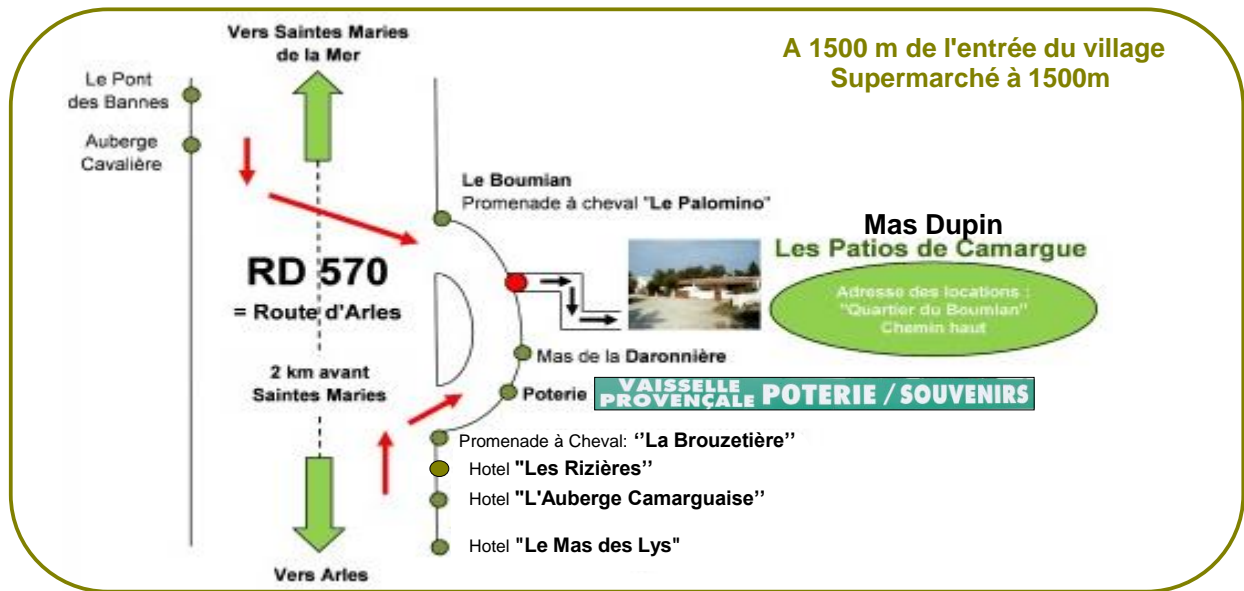 Vers Saintes Maries
de la Mer
A 1500 m de l'entrée du village
Supermarché à 1500m
Le Pont
des Bannes
Auberge
Cavalière
Le Boumian
Promenade à cheval "Le Palomino"
Mas Dupin
Les Patios de Camargue
RD 570
= Route d'Arles
Adresse des locations :
"Quartier du Boumian"
Chemin haut
Mas de la Daronnière
2 km avant
Saintes Maries
Poterie
VAISSELLE
PROVENÇALE POTERIE / SOUVENIRS
Promenade à Cheval: ‘’La Brouzetière’’
Hotel "Les Rizières’’
Hotel "L'Auberge Camarguaise’’
Hotel "Le Mas des Lys"
Vers Arles